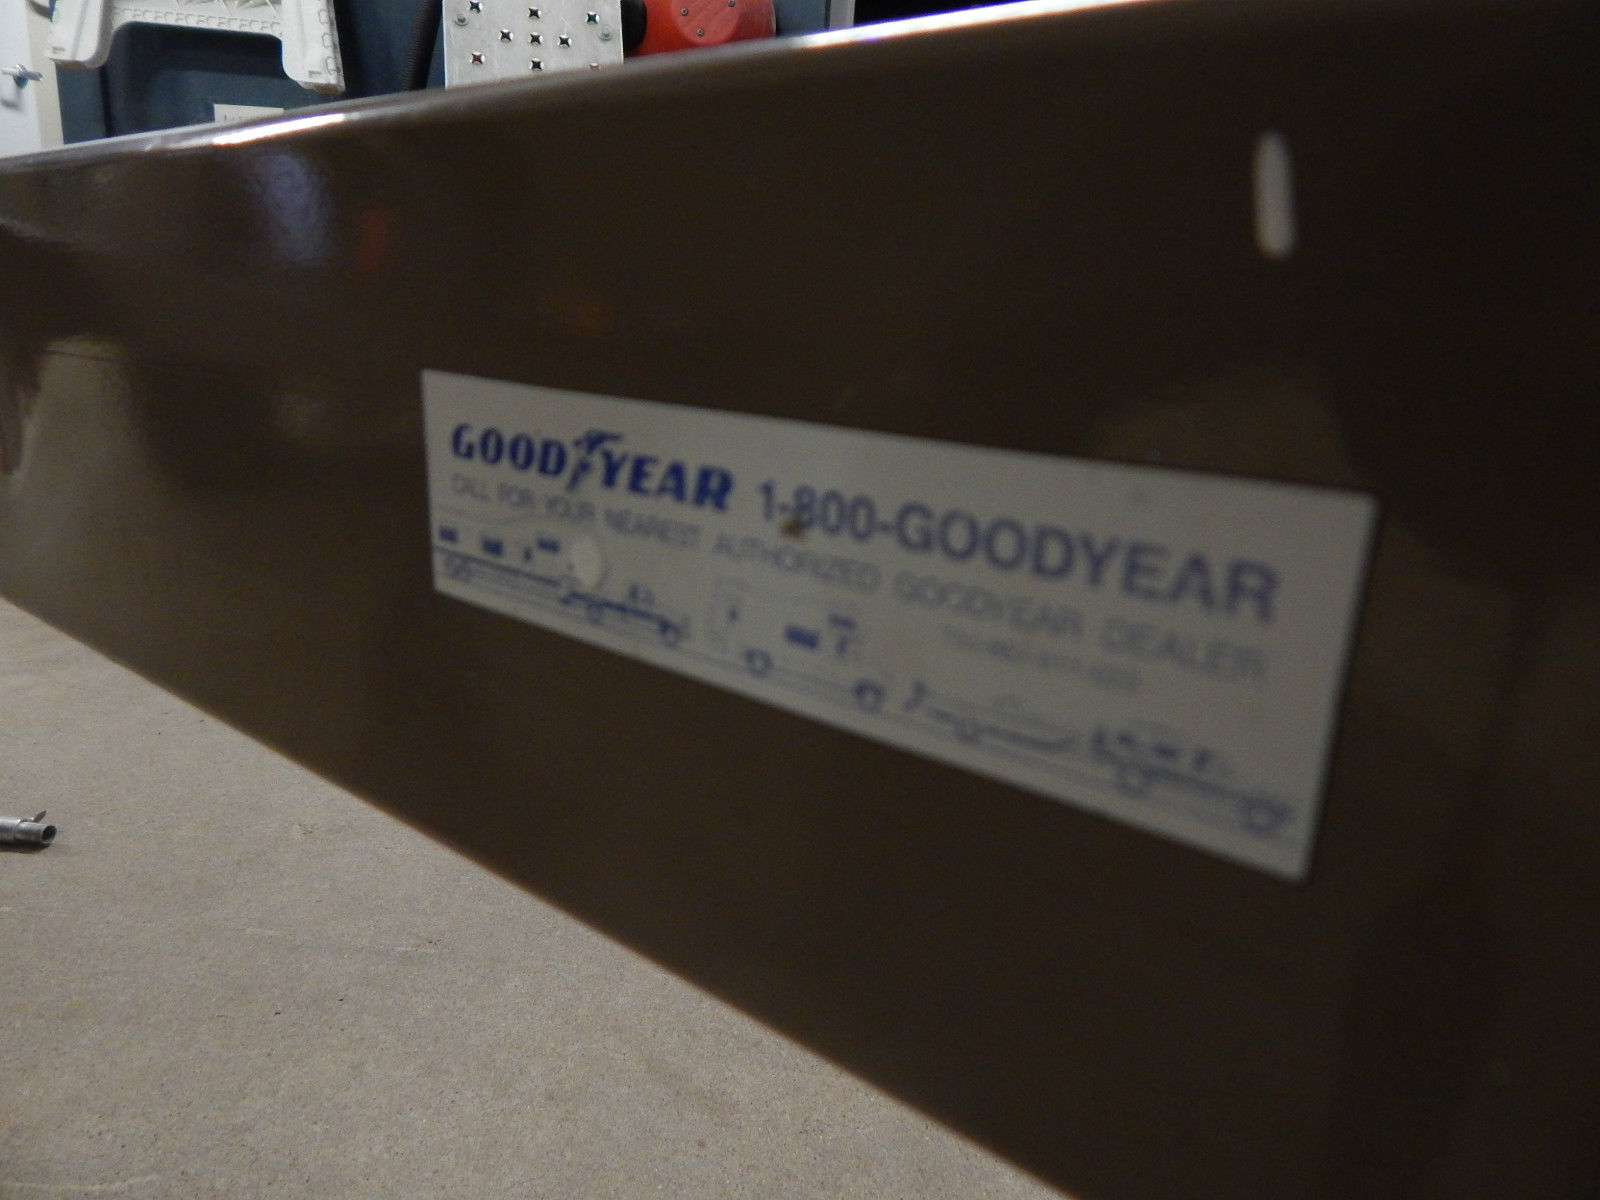 GOODYEAR 1-800-GOODYEAR
CALL FOR YOUR NEAREST AUTHORIZED GOODYEAR DEALER